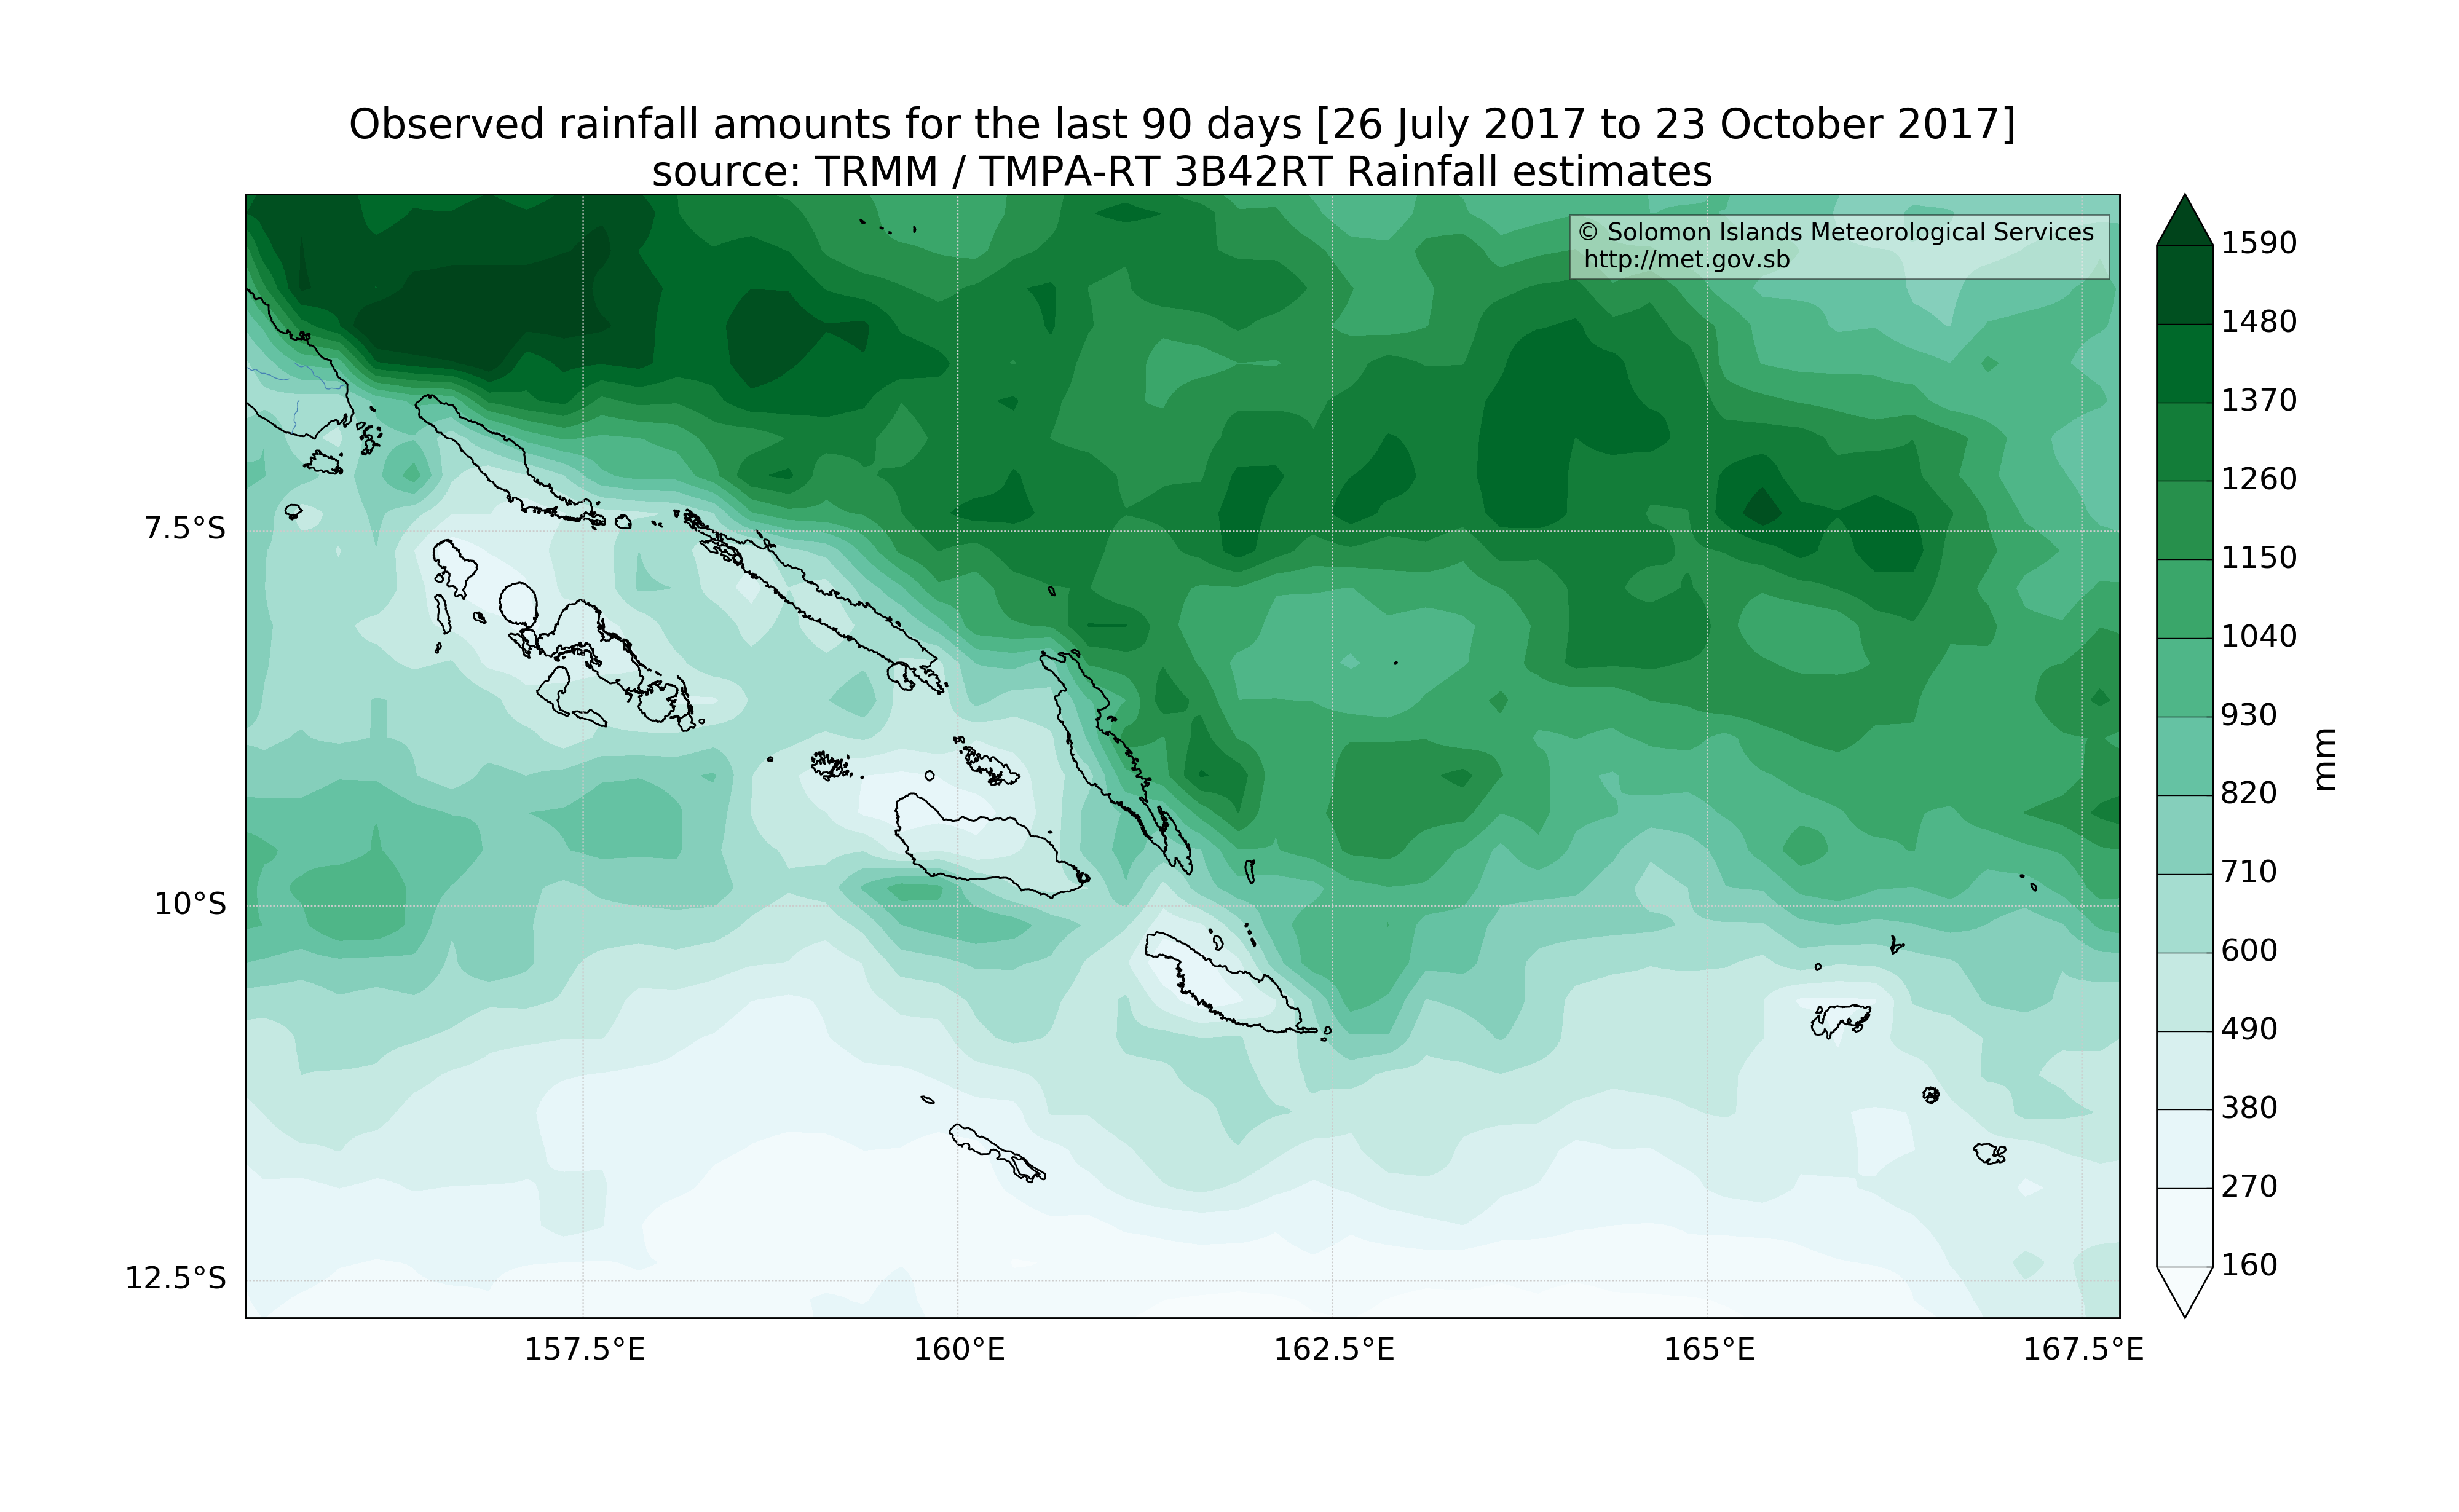 Observed rainfall amounts for the last 90 days [26 July 2017 to 23 October 2017]
source: TRMM / TMPA-RT 3B42RT Rainfall estimates
© Solomon Islands Meteorological Services
http://met.gov.sb
7.5°S
10°S
12.5°S
157.5°E
160°E
162.5°E
165°E
167.5°E
1590
1480
1370
1260
1150
1040
930
820
710
600
490
380
270
160
mm